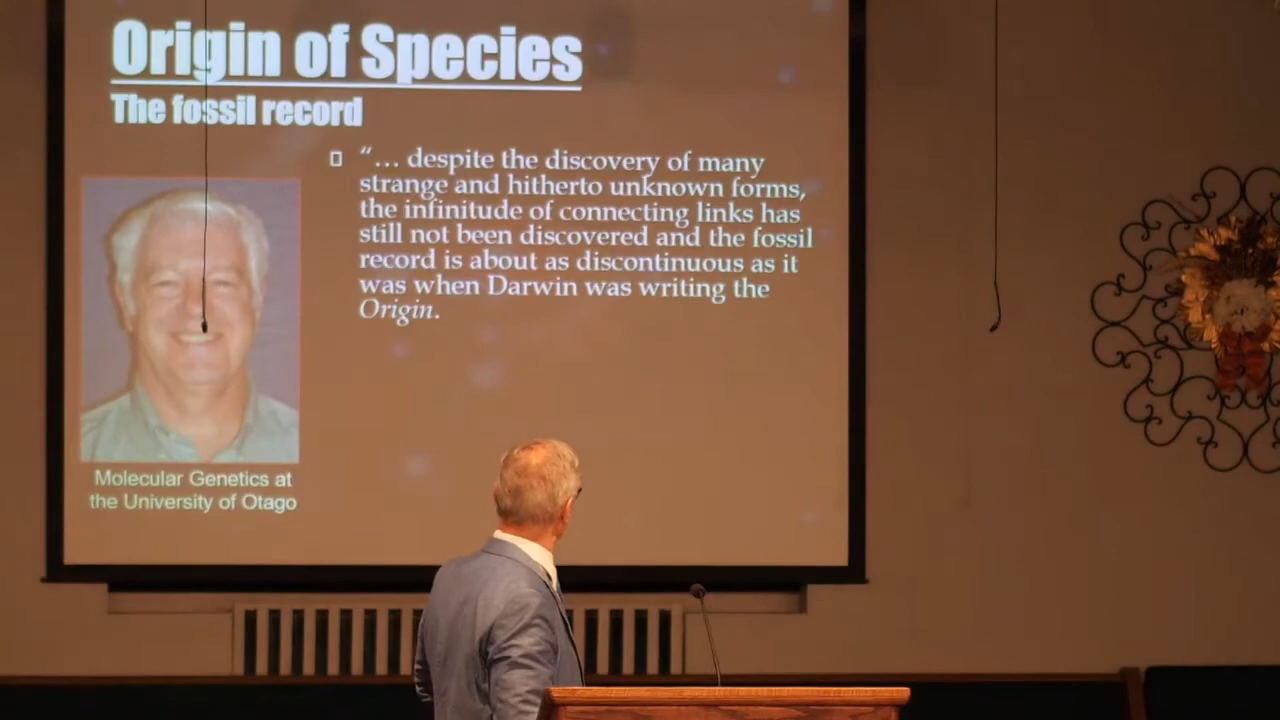 Origin of Species
The fossil record
“... despite the discovery of many
strange and hitherto unknown forms,
the infinitude of connecting links has
still not been discovered and the fossil
record is about as discontinuous as it
was when Darwin was writing the
Origin.
Molecular Genetics at
the University of Otago